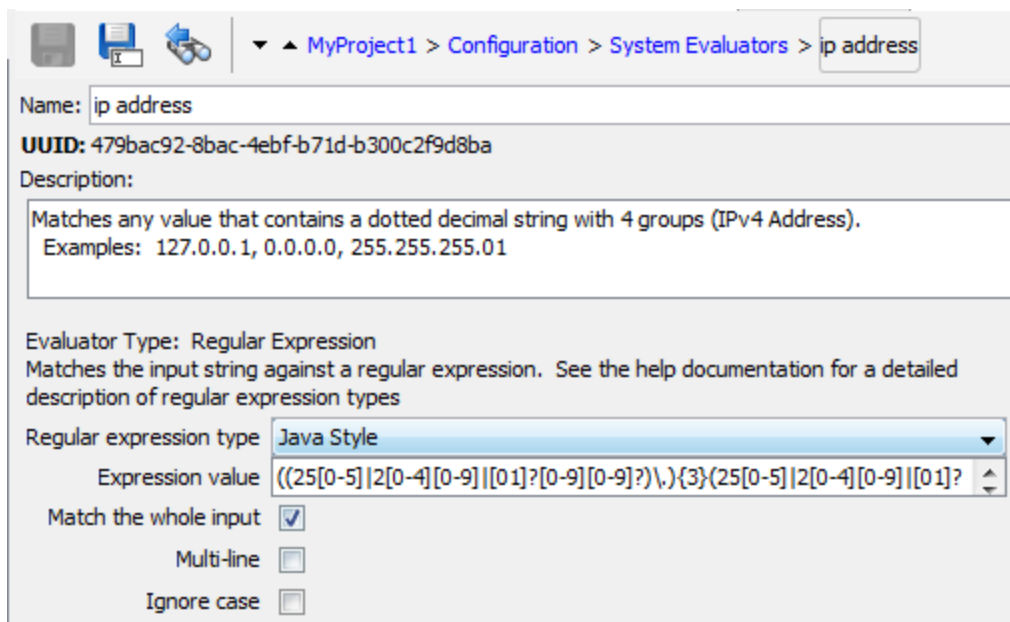 MyProject1 > Configuration > System Evaluators > ip address
Name: ip address
UUID: 479bac92-8bac-4ebf-b71d-b300c2f9d8ba
Description:
Matches any value that contains a dotted decimal string with 4 groups (IPv4 Address).
Examples: 127.0.0.1, 0.0.0.0, 255.255.255.01
Evaluator Type: Regular Expression
Matches the input string against a regular expression. See the help documentation for a detailed
description of regular expression types
Regular expression type Java Style
Expression value ((25[0-5]|2[0-4][0-9]|[01]?[0-9][0-9]?)\.){3}(25[0-5]|2[0-4][0-9]|[01]?
Match the whole input
Multi-line
Ignore case